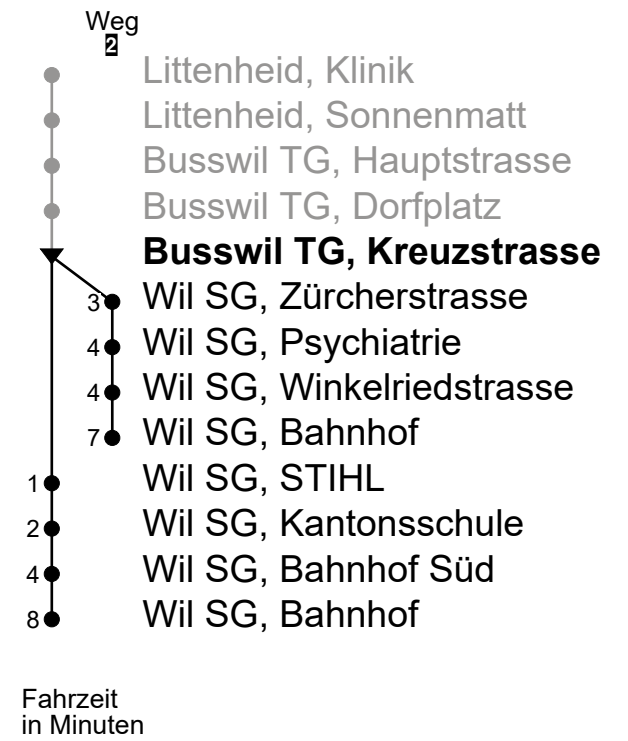 Weg
2
Littenheid, Klinik
Littenheid, Sonnenmatt
Busswil TG, Hauptstrasse
Busswil TG, Dorfplatz
Busswil TG, Kreuzstrasse
3 Wil SG, Zürcherstrasse
4 Wil SG, Psychiatrie
4 Wil SG, Winkelriedstrasse
7 Wil SG, Bahnhof
1 Wil SG, STIHL
2 Wil SG, Kantonsschule
4 Wil SG, Bahnhof Süd
8 Wil SG, Bahnhof
Fahrzeit
in Minuten